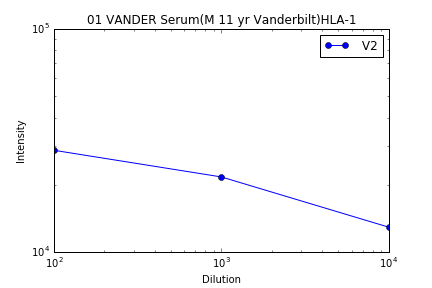 01 VANDER Serum(M 11 yr Vanderbilt)HLA-1
10^5
V2
Intensity
10^4
10^2
10^3
10^4
Dilution